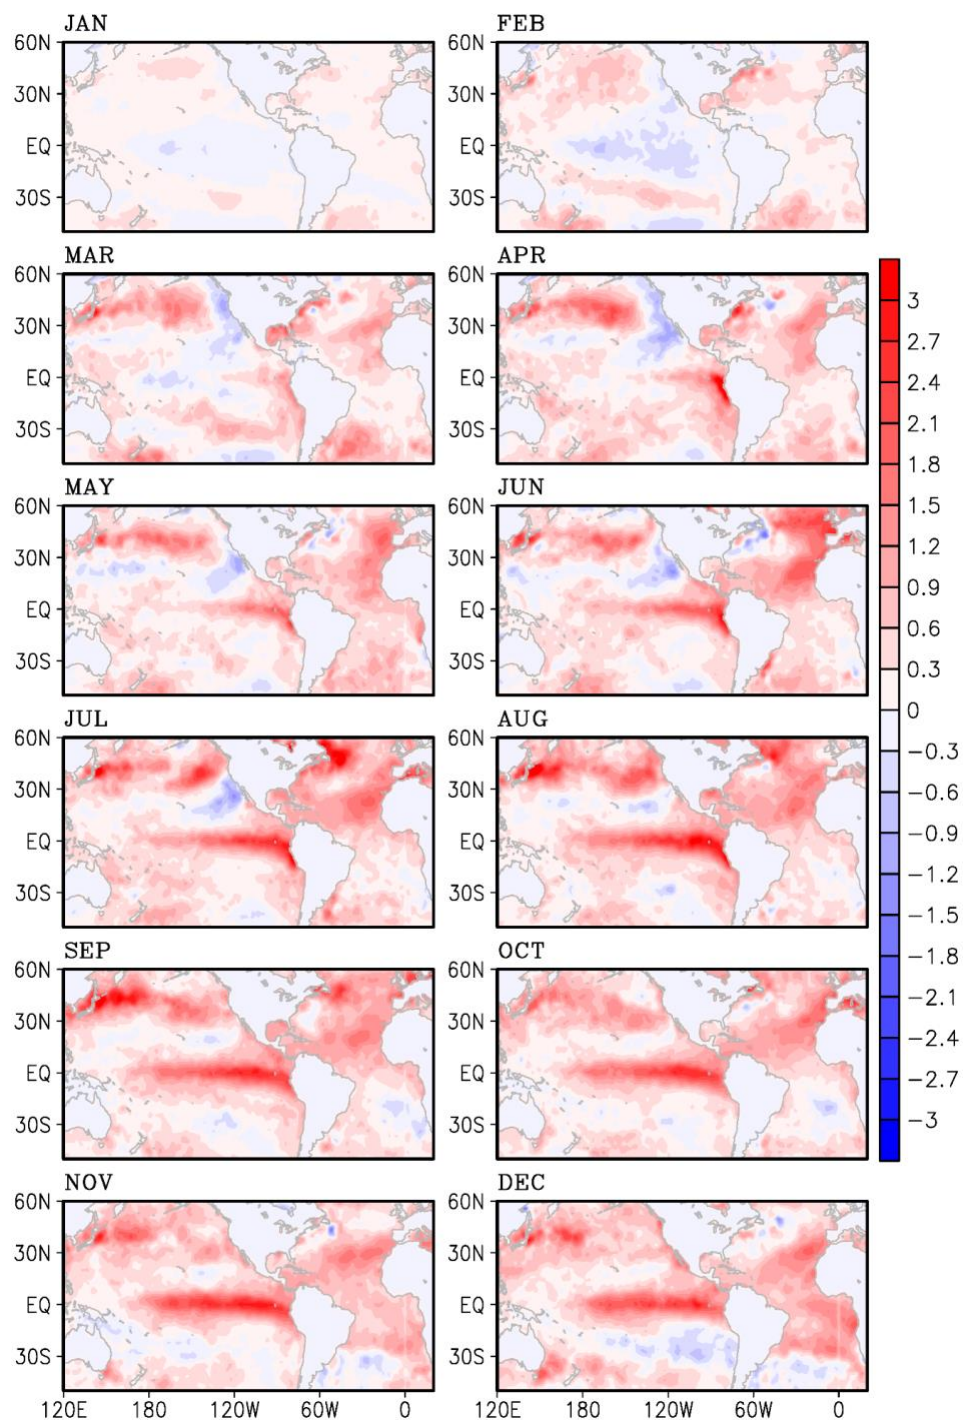 JAN FEB
60N 60N
30N 30N
EQ EQ
30S 30S
MAR APR
60N 60N
30N 30N
EQ EQ
30S 30S
MAY JUN
60N 60N
30N 30N
EQ EQ
30S 30S
JUL AUG
60N 60N
30N 30N
EQ EQ
30S 30S
SEP OCT
60N 60N
30N 30N
EQ EQ
30S 30S
NOV DEC
60N 60N
30N 30N
EQ EQ
30S 30S
120E 180 120W 60W 0 120E 180 120W 60W 0
3
2.7
2.4
2.1
1.8
1.5
1.2
0.9
0.6
0.3
0
−0.3
−0.6
−0.9
−1.2
−1.5
−1.8
−2.1
−2.4
−2.7
−3